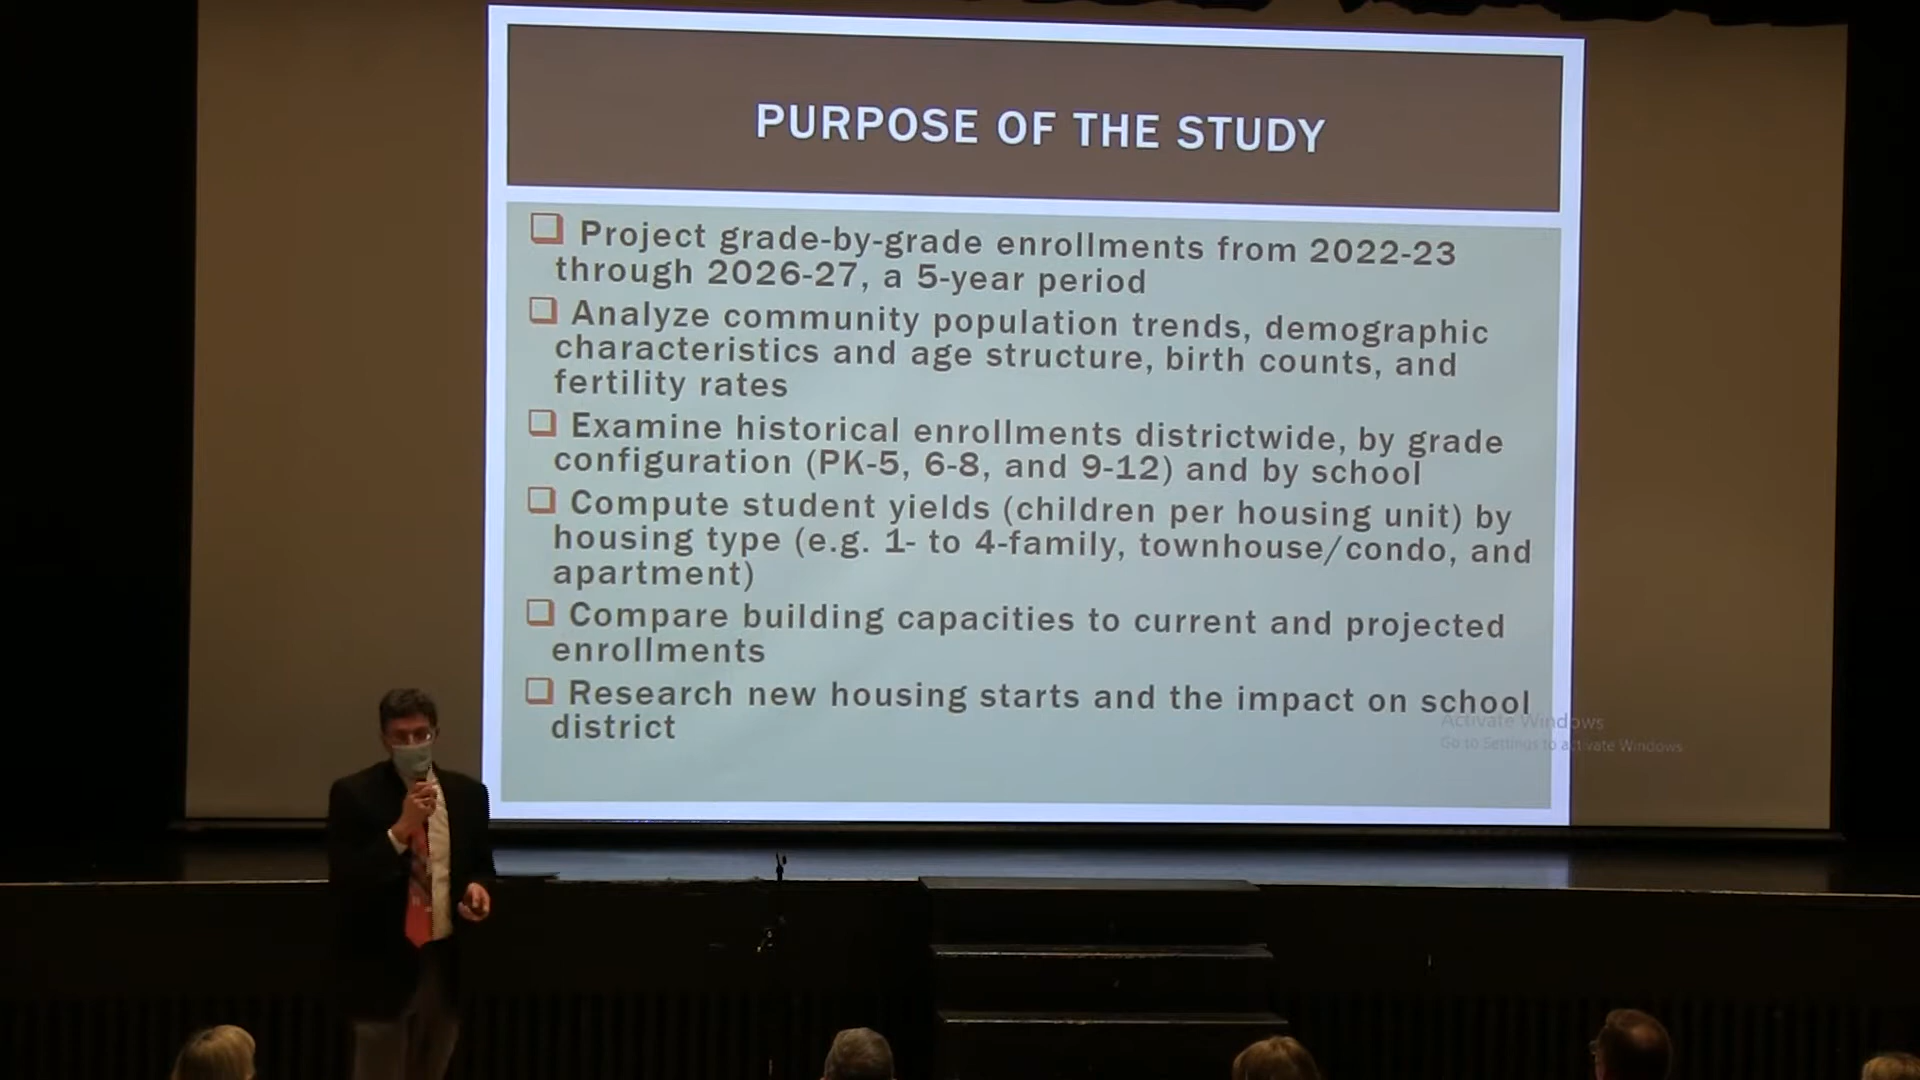 PURPOSE OF THE STUDY
Project grade-by-grade enrollments from 2022-23
through 2026-27, a 5-year period
Analyze community population trends, demographic
characteristics and age structure, birth counts, and
fertility rates
Examine historical enrollments districtwide, by grade
configuration (PK-5, 6-8, and 9-12) and by school
Compute student yields (children per housing unit) by
housing type (e.g. 1- to 4-family, townhouse/condo, and
apartment)
Compare building capacities to current and projected
enrollments
Research new housing starts and the impact on school
district
Activate Windows
Go to Settings to activate Windows